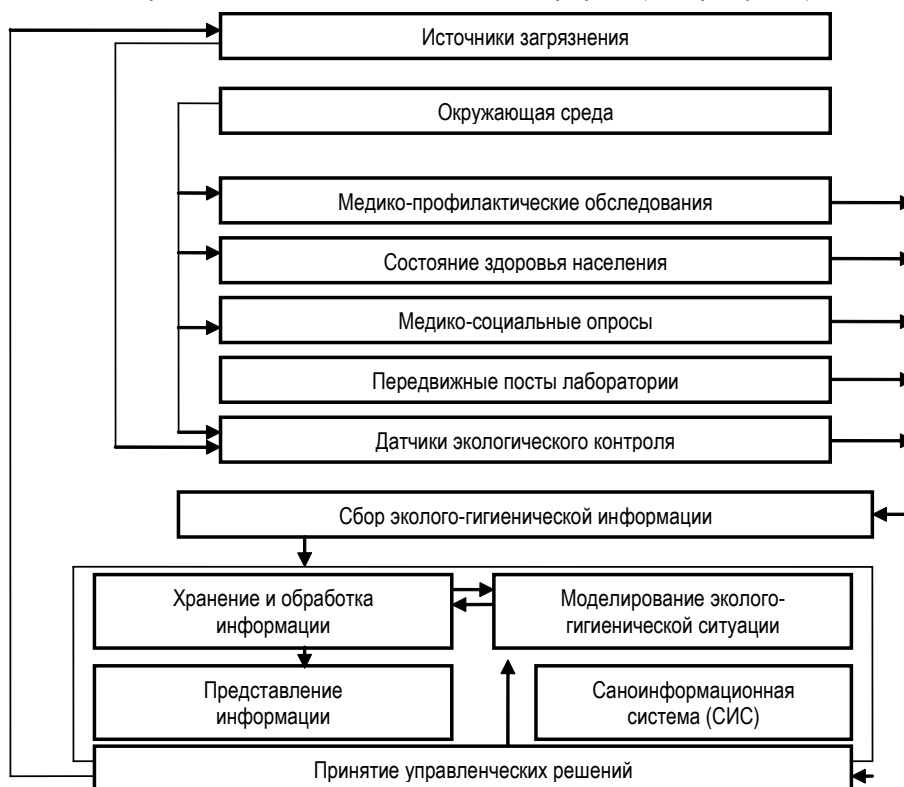 Источники загрязнения
Окружающая среда
Медико-профилактические обследования
Состояние здоровья населения
Медико-социальные опросы
Передвижные посты лаборатории
Датчики экологического контроля
Сбор эколого-гигиенической информации
Хранение и обработка
информации
Моделирование эколого-
гигиенической ситуации
Представление
информации
Саноинформационная
система (СИС)
Принятие управленческих решений